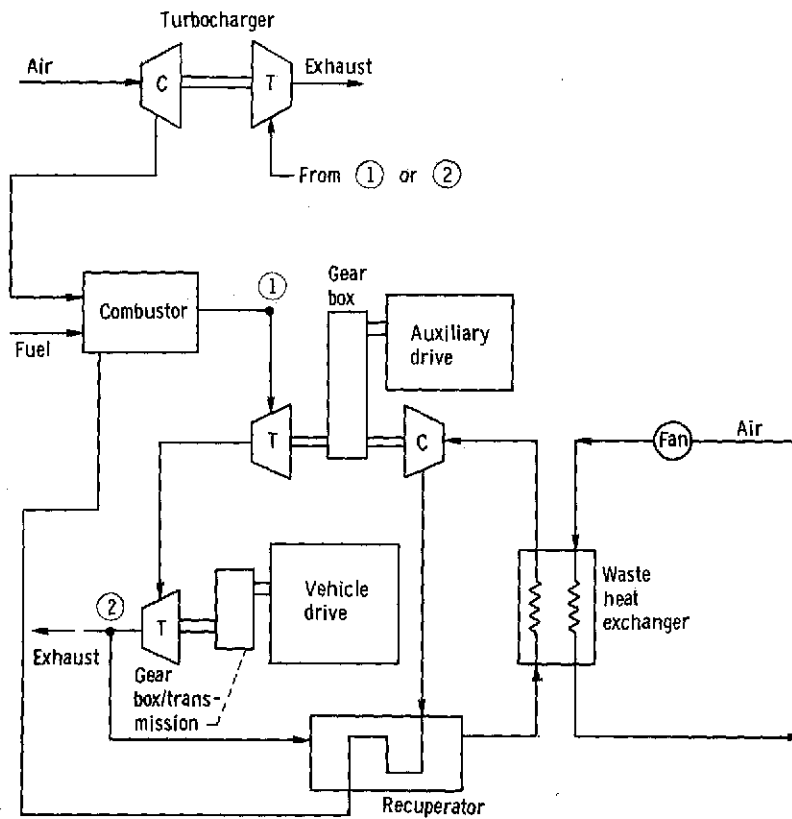 Turbocharger
Air
C
T
Exhaust
From ① or ②
Combustor
①
Fuel
Gear
box
Auxiliary
drive
T
C
Fan
Air
Waste
heat
exchanger
②
T
Vehicle
drive
Exhaust
Gear
box/trans-
mission
Recuperator